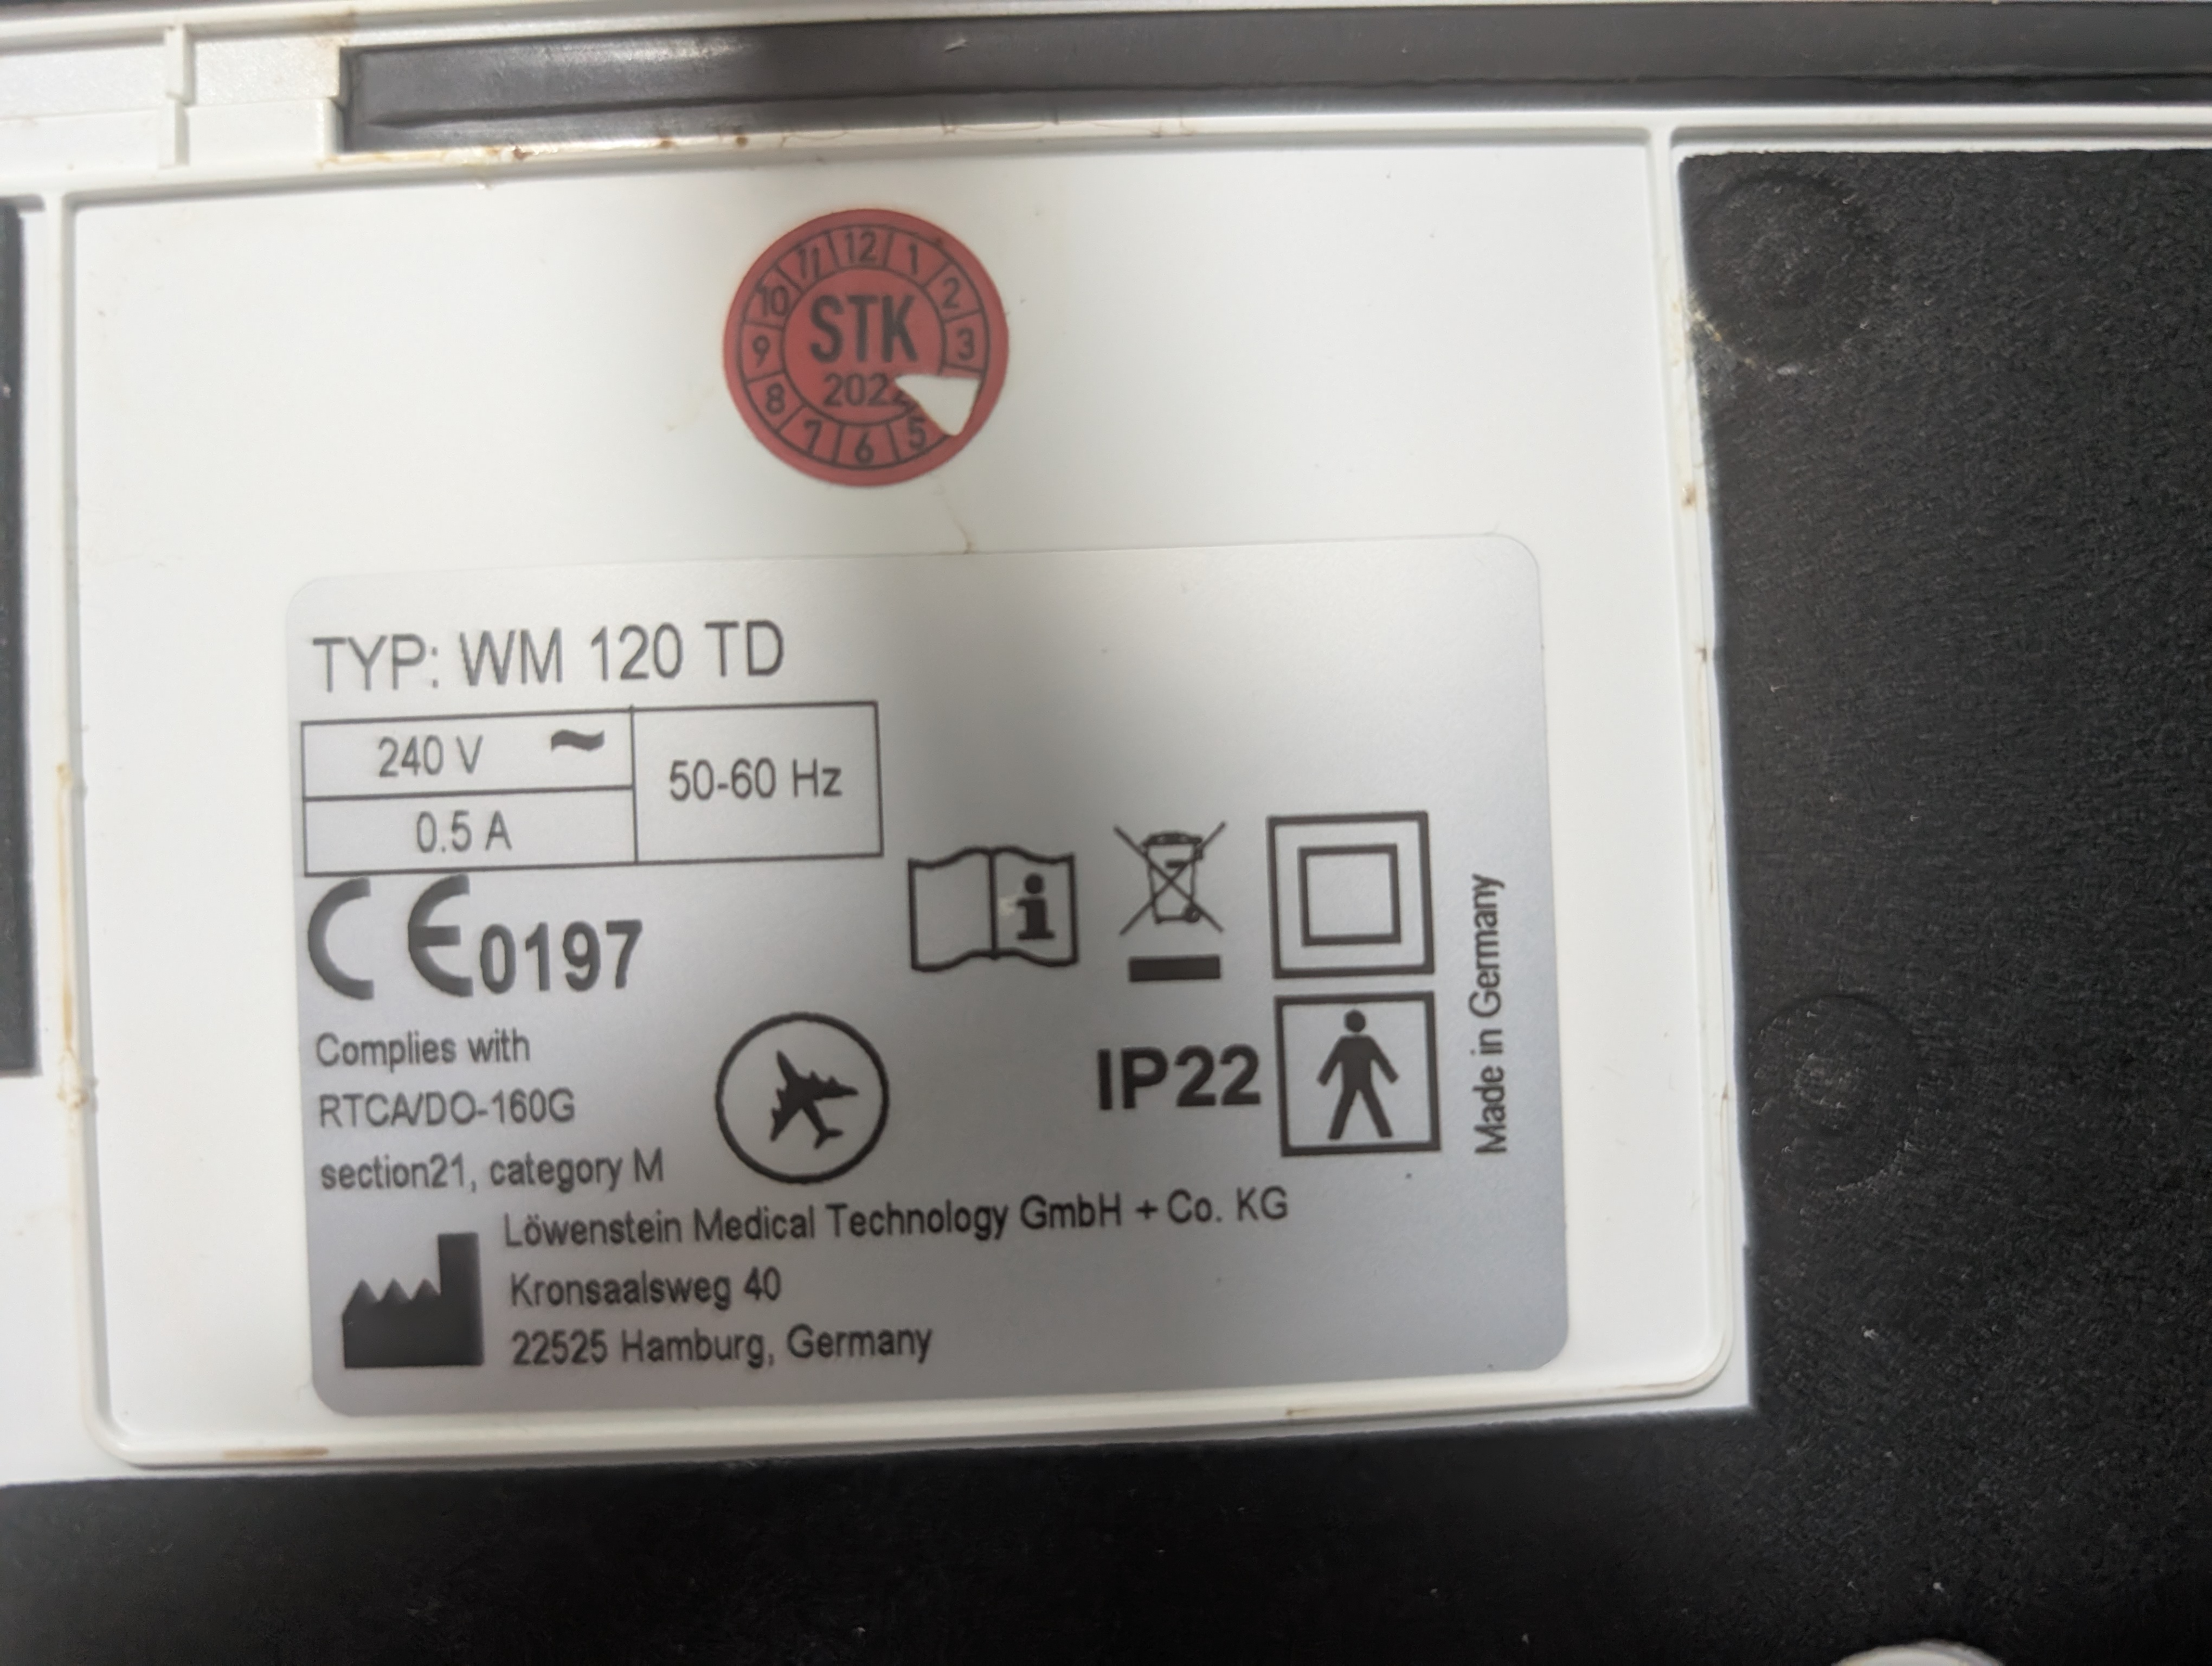 11 12 1
10 2
STK
9 3
202
8
7 6 5
TYP: WM 120 TD
240 V ~
50-60 Hz
0.5 A
CE0197
Complies with
RTCA/DO-160G
section21, category M
IP22
Made in Germany
Löwenstein Medical Technology GmbH + Co. KG
Kronsaalsweg 40
22525 Hamburg, Germany